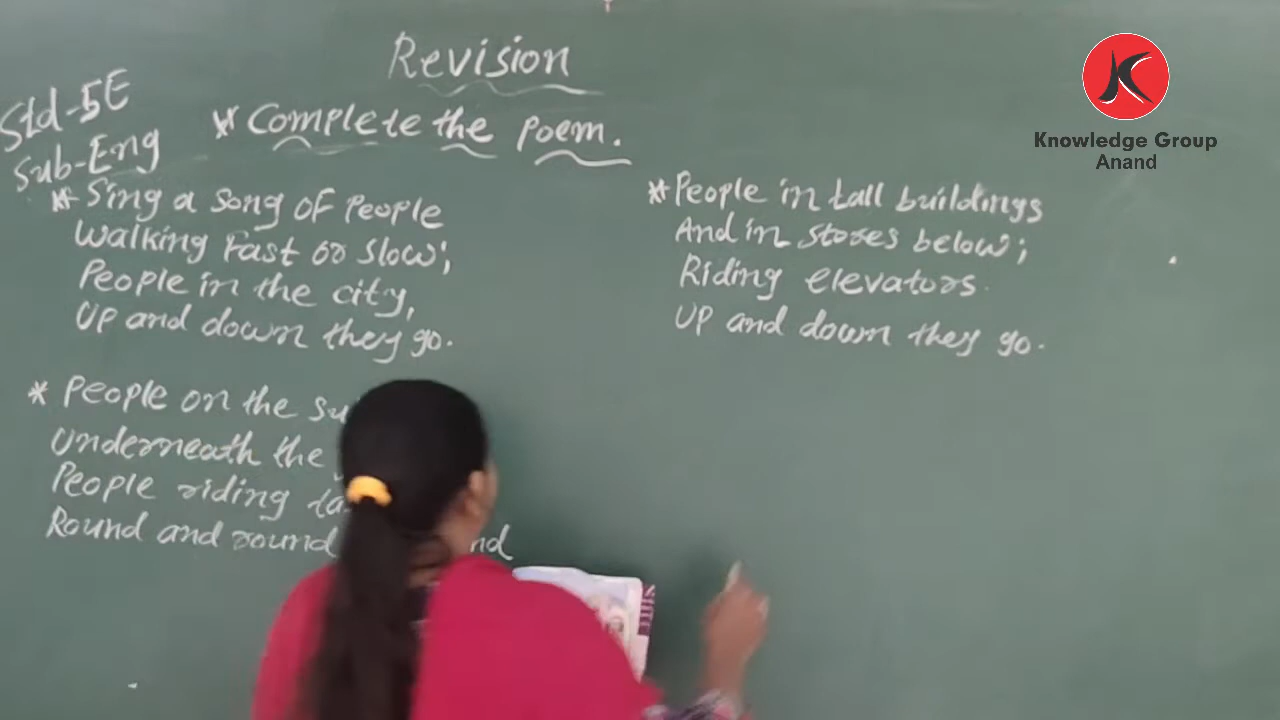 Revision
Std-5E
Sub-Eng
* Complete the poem.
* Sing a song of people
Walking fast or slow;
People in the city,
Up and down they go.
* People on the
Underneath the
People riding
Round and round
* People in tall buildings
And in stores below;
Riding elevators.
Up and down they go.
Knowledge Group
Anand